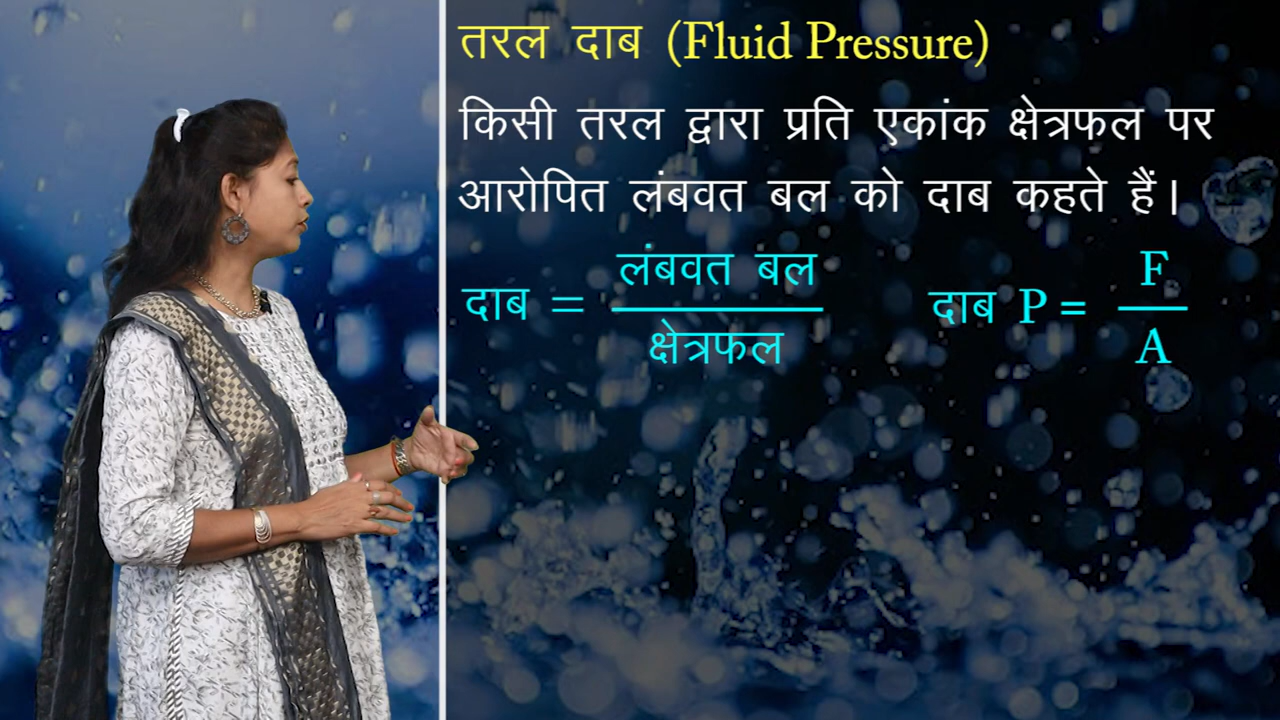 तरल दाब (Fluid Pressure)
किसी तरल द्वारा प्रति एकांक क्षेत्रफल पर
आरोपित लंबवत बल को दाब कहते हैं।
दाब = लंबवत बल / क्षेत्रफल
दाब P = F / A